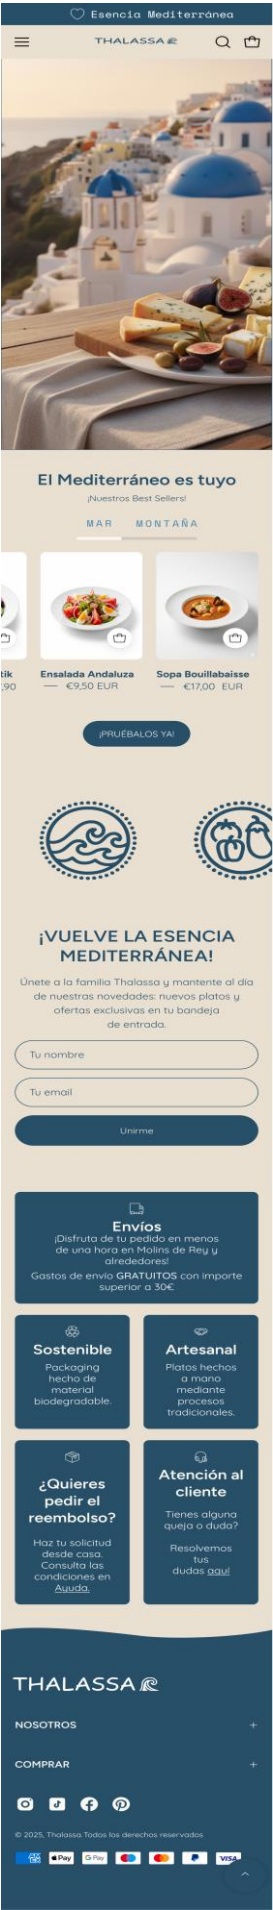 Esencia Mediterránea
THALASSA
El Mediterráneo es tuyo
¡Nuestros Best Sellers!
MAR MONTAÑA
tik
,90
Ensalada Andaluza
€9,50 EUR
Sopa Bouillabaisse
€17,00 EUR
¡PRUÉBALOS YA!
¡VUELVE LA ESENCIA
MEDITERRÁNEA!
Únete a la familia Thalassa y mantente al día
de nuestras novedades: nuevos platos y
ofertas exclusivas en tu bandeja
de entrada.
Tu nombre
Tu email
Unirme
Envíos
¡Disfruta de tu pedido en menos
de una hora en Molins de Rey y
alrededores!
Gastos de envío GRATUITOS con importe
superior a 30€
Sostenible
Packaging
hecho de
material
biodegradable.
Artesanal
Platos hechos
a mano
mediante
procesos
tradicionales.
¿Quieres
pedir el
reembolso?
Haz tu solicitud
desde casa.
Consulta las
condiciones en
Ayuda.
Atención al
cliente
Tienes alguna
queja o duda?
Resolvemos
tus
dudas aquí
THALASSA
NOSOTROS +
COMPRAR +
© 2025, Thalassa Todos los derechos reservados
Pay G Pay VISA